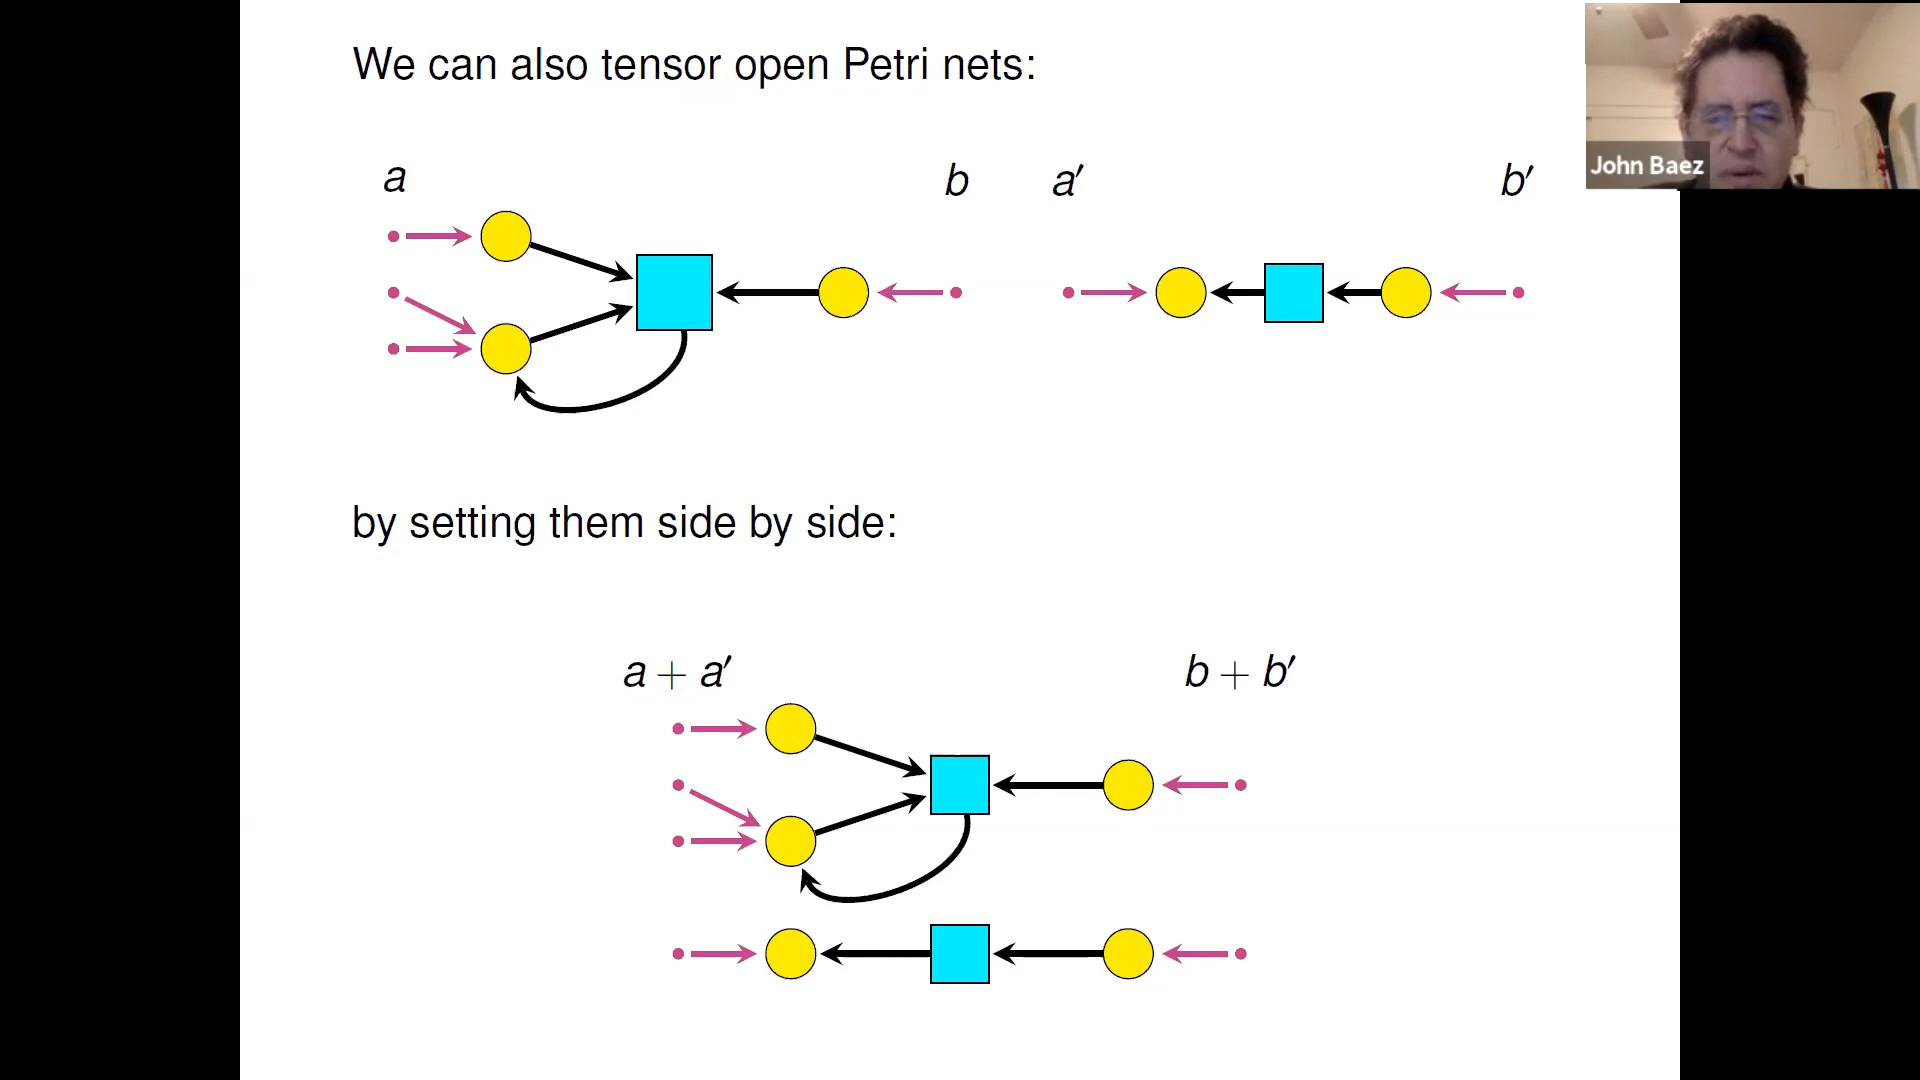 We can also tensor open Petri nets:
a b a′ b′
John Baez
by setting them side by side:
a + a′ b + b′